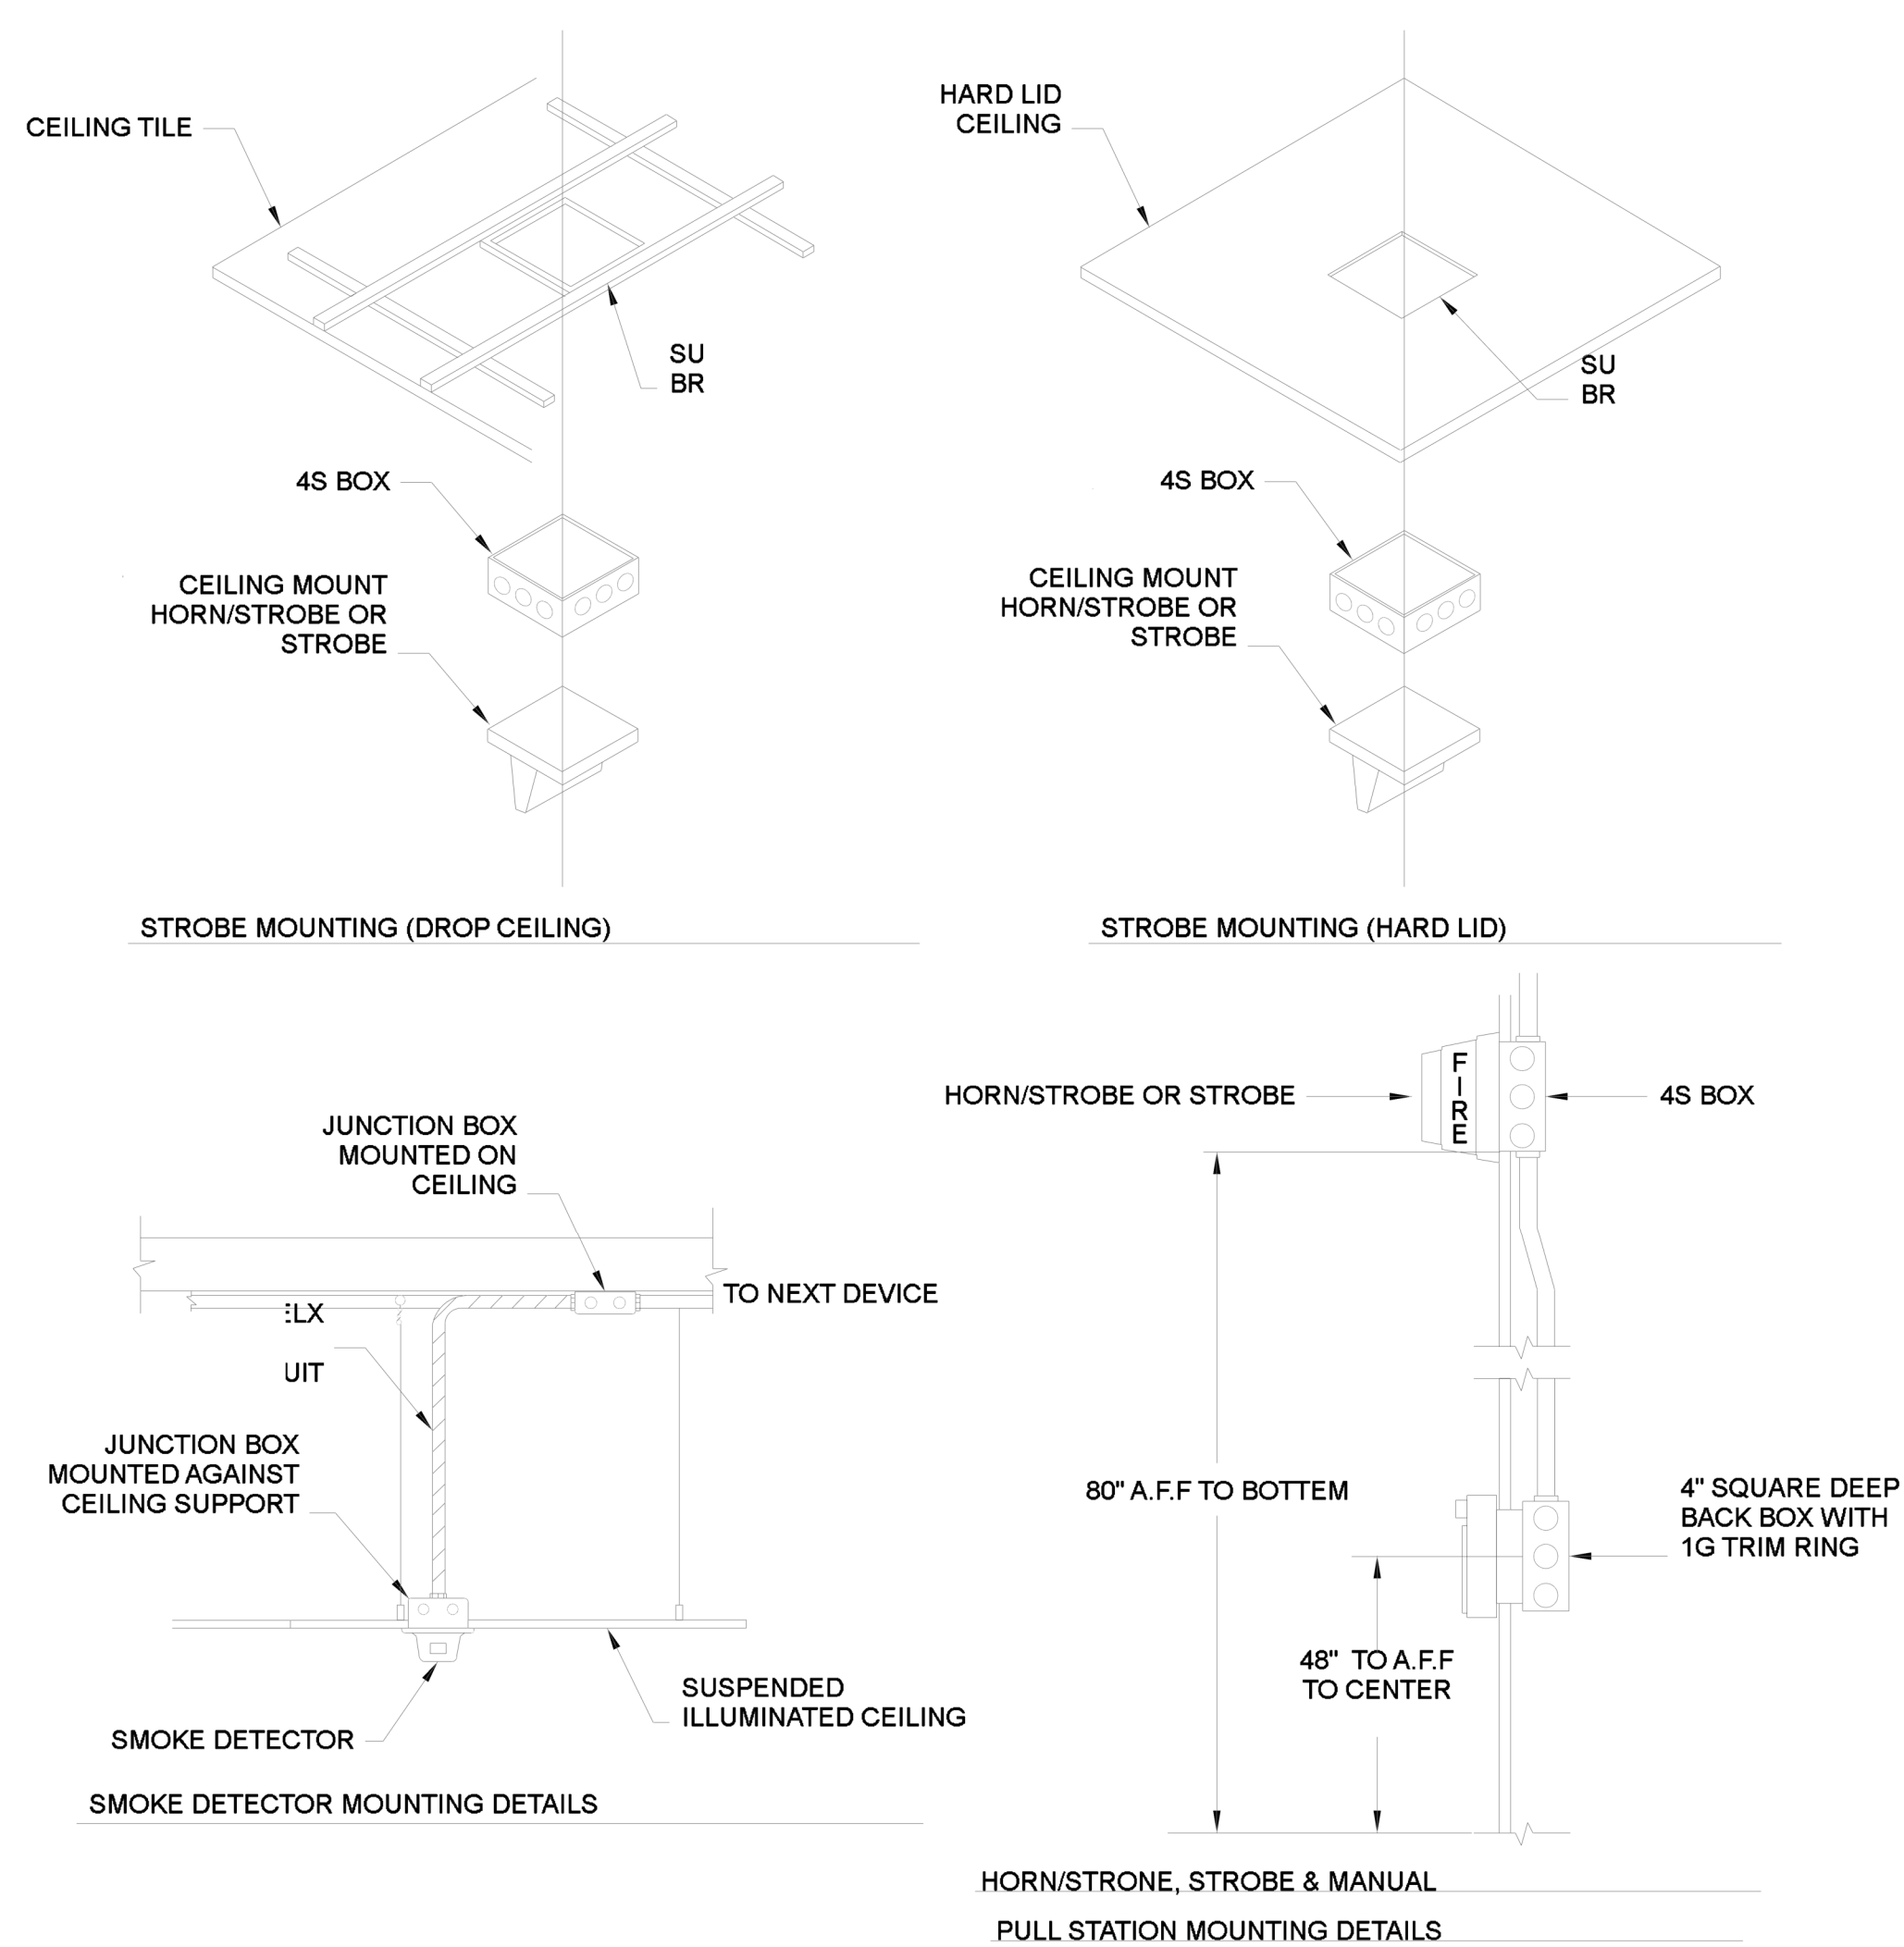 CEILING TILE
SU
BR
4S BOX
CEILING MOUNT
HORN/STROBE OR
STROBE
STROBE MOUNTING (DROP CEILING)
HARD LID
CEILING
SU
BR
4S BOX
CEILING MOUNT
HORN/STROBE OR
STROBE
STROBE MOUNTING (HARD LID)
JUNCTION BOX
MOUNTED ON
CEILING
TO NEXT DEVICE
LX
UIT
JUNCTION BOX
MOUNTED AGAINST
CEILING SUPPORT
SUSPENDED
ILLUMINATED CEILING
SMOKE DETECTOR
SMOKE DETECTOR MOUNTING DETAILS
HORN/STROBE OR STROBE
FIRE
4S BOX
80" A.F.F TO BOTTEM
4" SQUARE DEEP
BACK BOX WITH
1G TRIM RING
48" TO A.F.F
TO CENTER
HORN/STRONE, STROBE & MANUAL
PULL STATION MOUNTING DETAILS